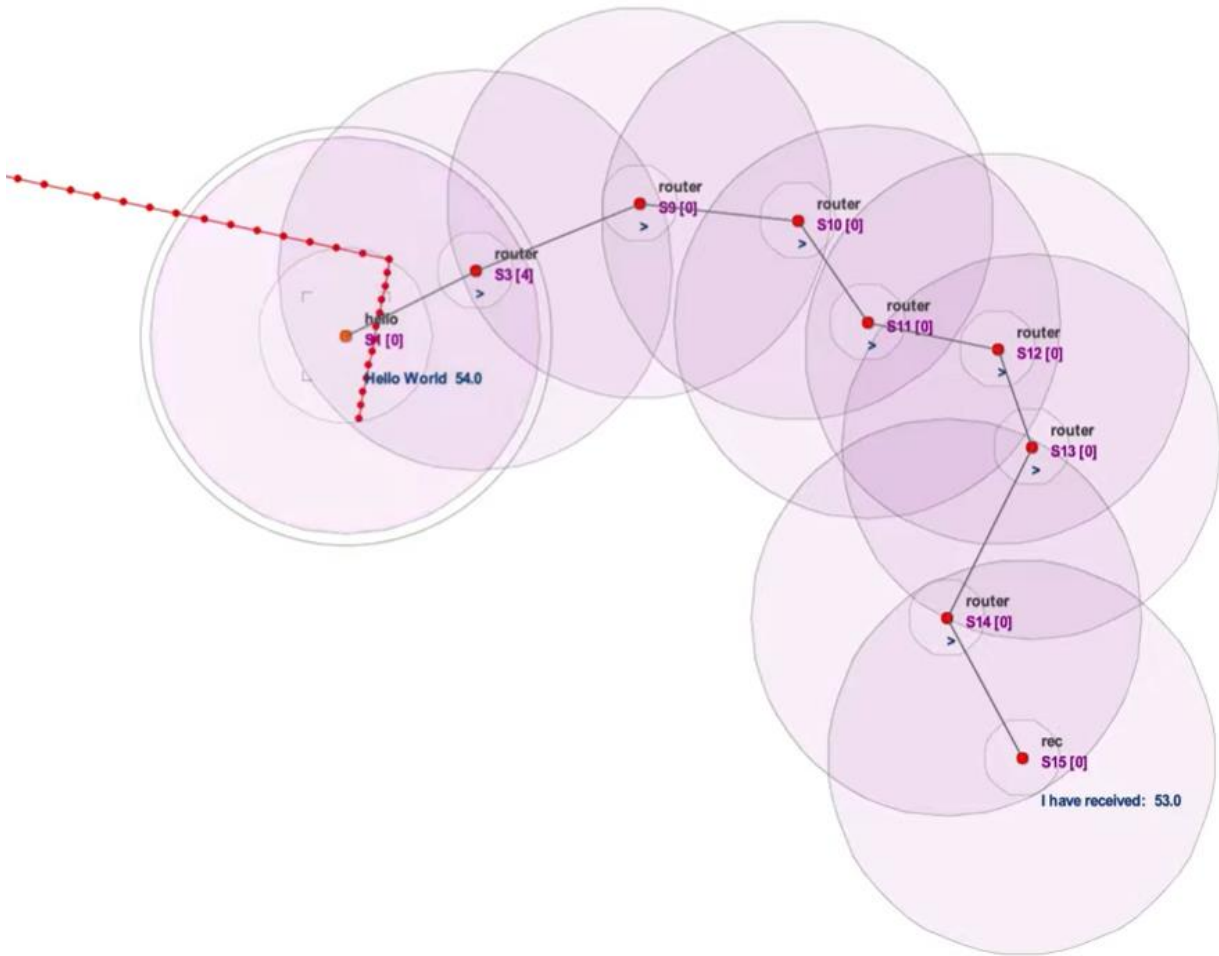 router
S9 [0]
>
router
S10 [0]
>
router
S3 [4]
>
hello
S1 [0]
Hello World 54.0
router
S11 [0]
>
router
S12 [0]
>
router
S13 [0]
>
router
S14 [0]
>
rec
S15 [0]
I have received: 53.0